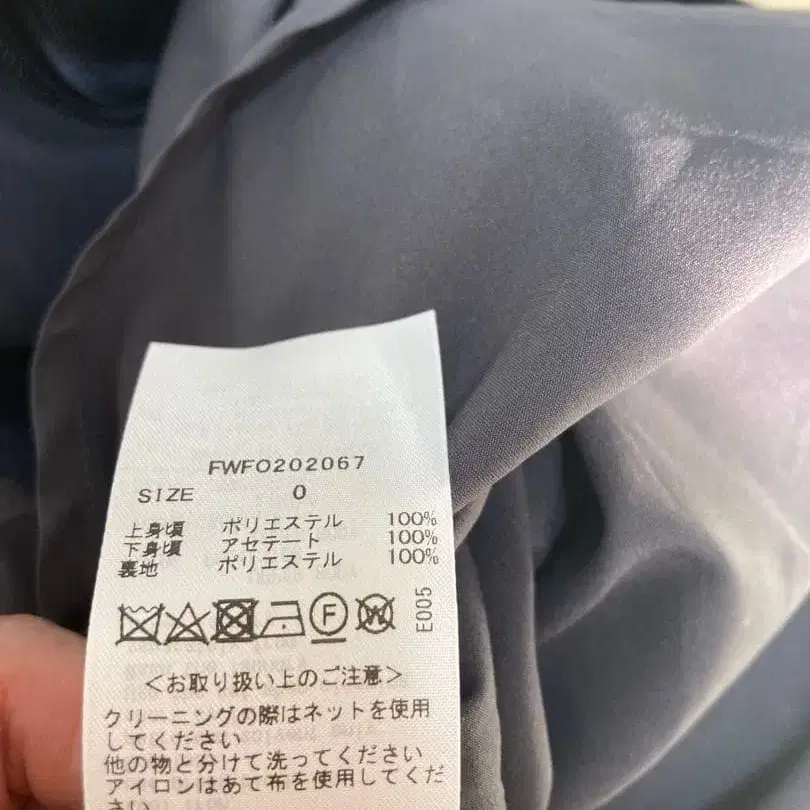 FWFO202067
SIZE 0
上身頃 ポリエステル 100%
下身頃 アセテート 100%
裏地 ポリエステル 100%
F W E005
＜お取り扱い上のご注意＞
クリーニングの際はネットを使用
してください
他の物と分けて洗ってください
アイロンはあて布を使用してくだ
さい